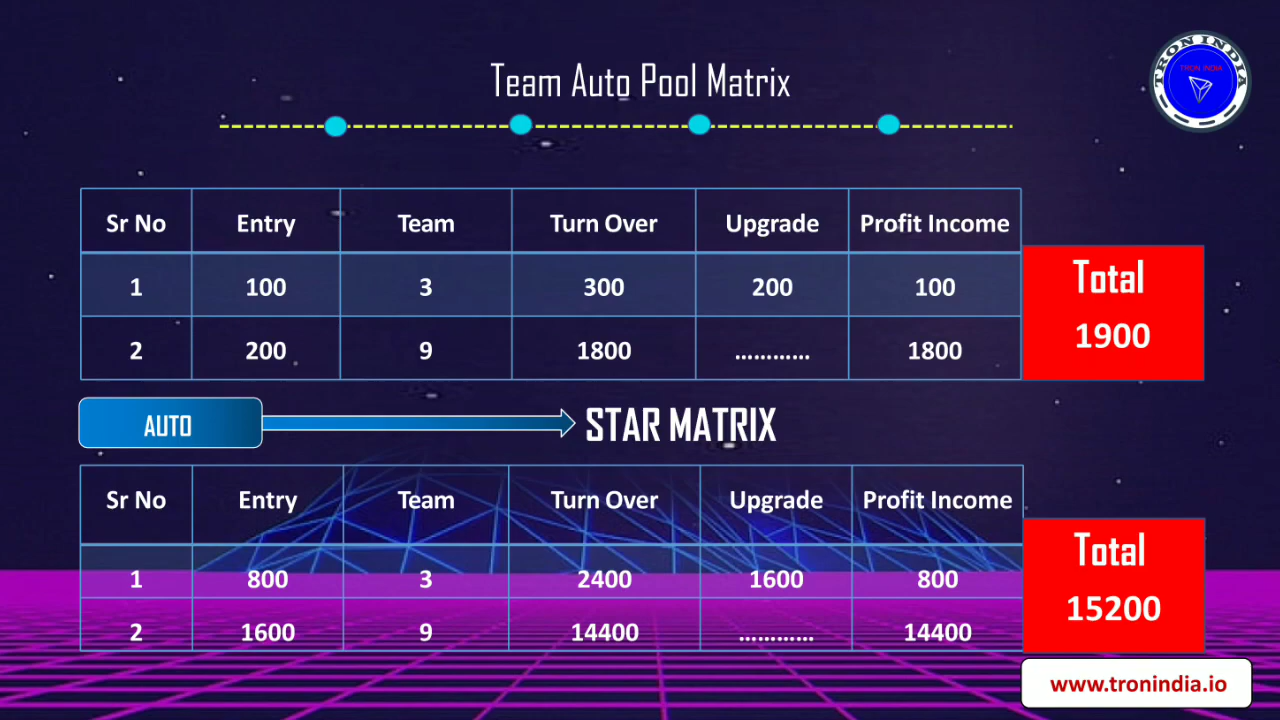 Team Auto Pool Matrix
TRON INDIA
TRON INDIA
Sr No Entry Team Turn Over Upgrade Profit Income
1 100 3 300 200 100
2 200 9 1800 ………… 1800
Total
1900
AUTO STAR MATRIX
Sr No Entry Team Turn Over Upgrade Profit Income
1 800 3 2400 1600 800
2 1600 9 14400 ………… 14400
Total
15200
www.tronindia.io